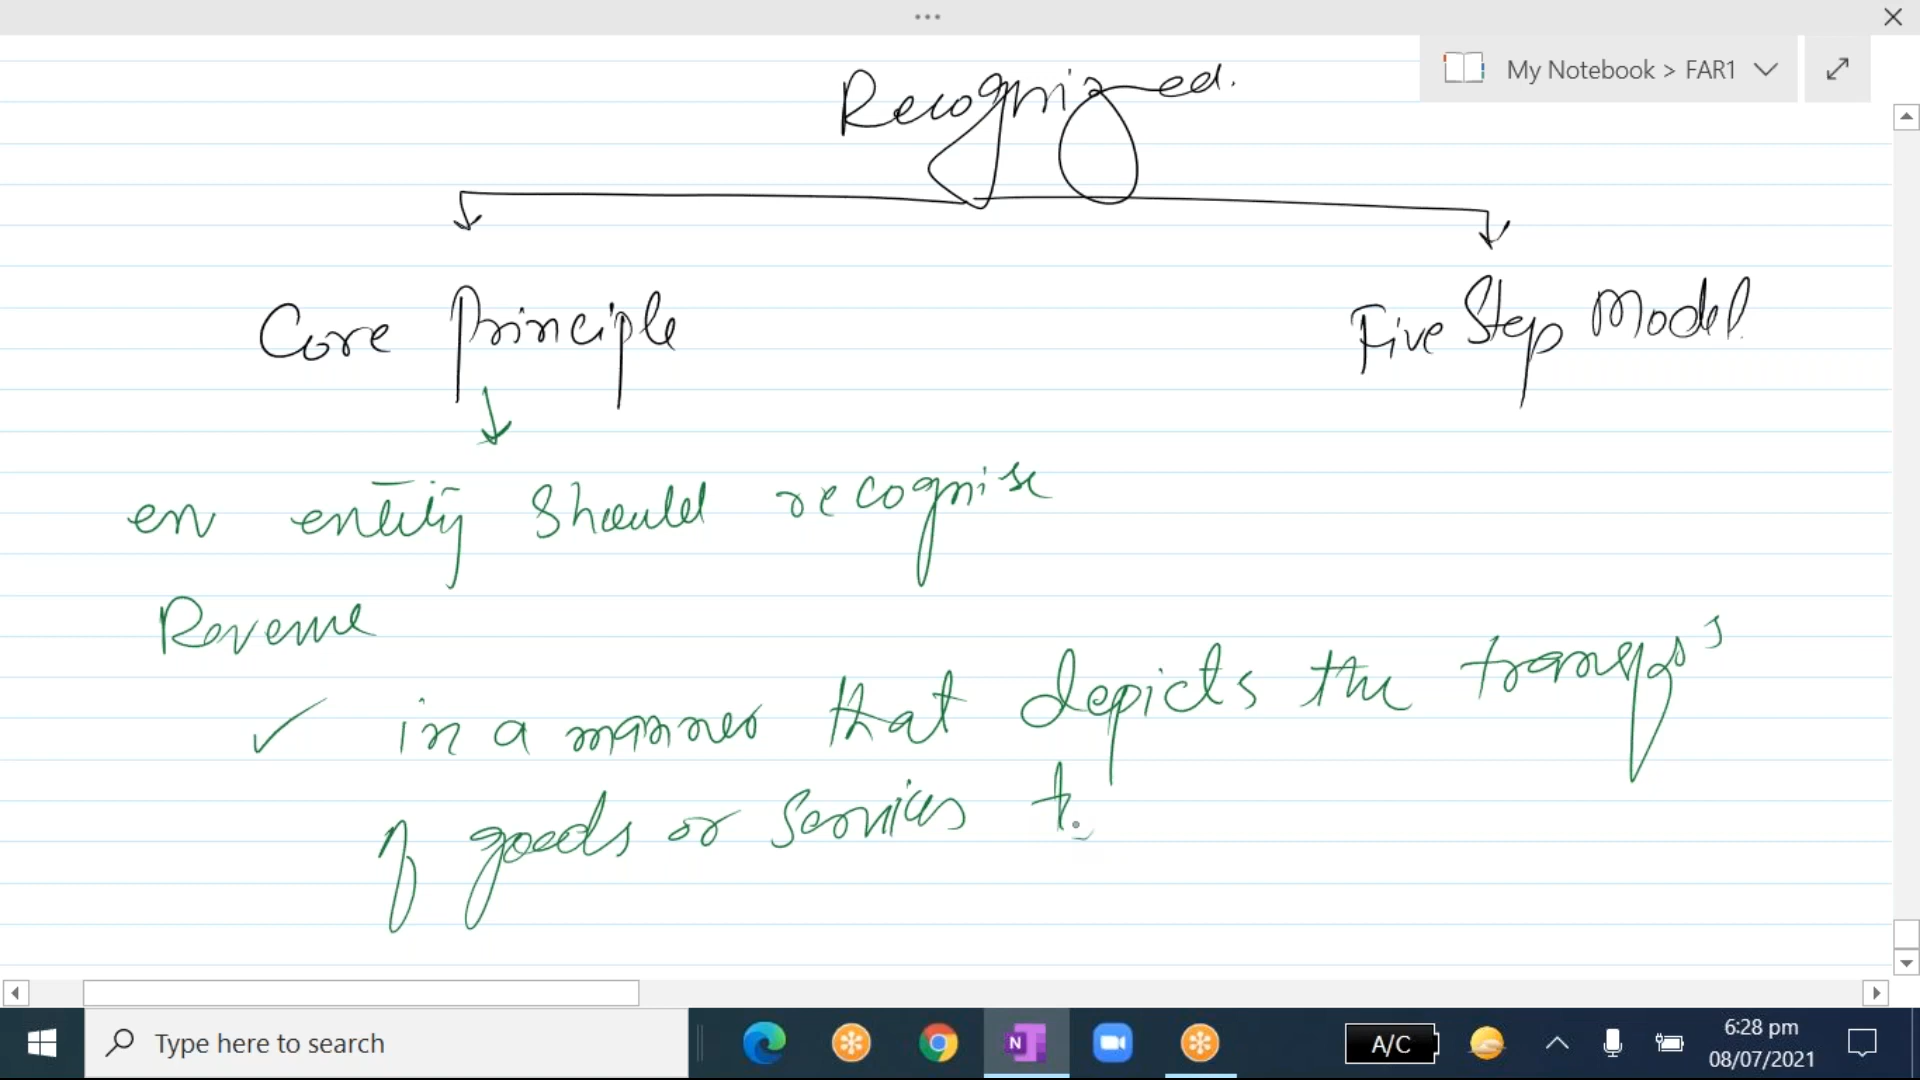 My Notebook > FAR1
Recognized.
Core Principle
Five Step Model
en entity should recognise
Revenue
✓ in a manner that depicts the transfer
of goods or services to
Type here to search
N
A/C
6:28 pm
08/07/2021